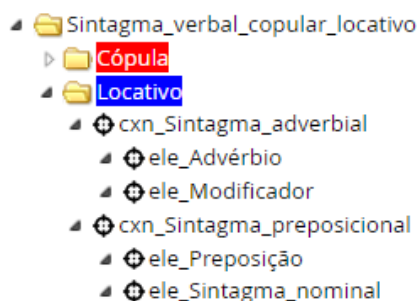 Sintagma_verbal_copular_locativo
Cópula
Locativo
cxn_Sintagma_adverbial
ele_Advérbio
ele_Modificador
cxn_Sintagma_preposicional
ele_Preposição
ele_Sintagma_nominal